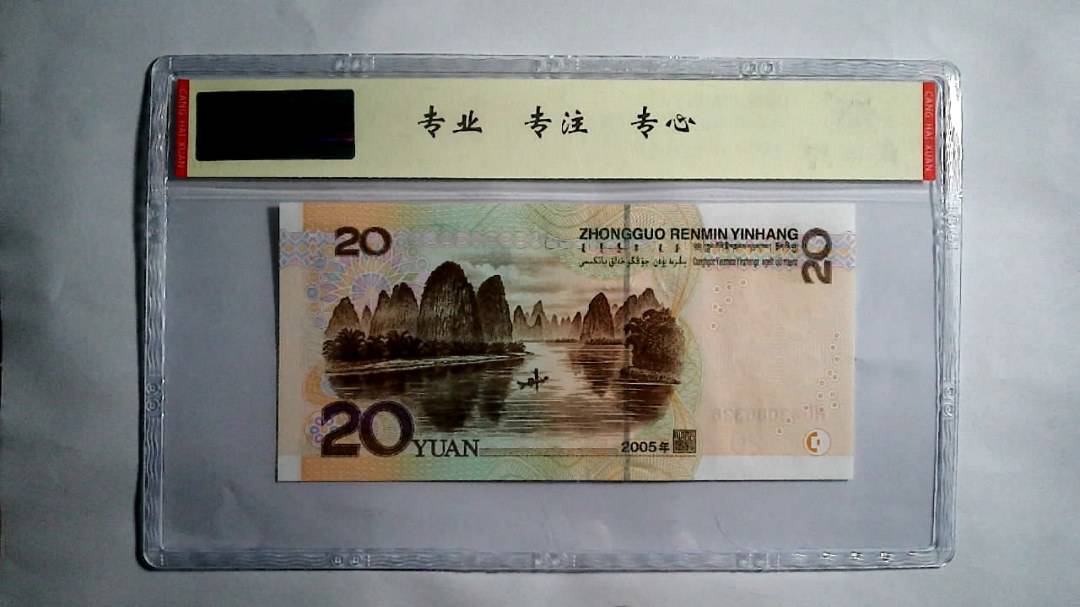 CANG HAI XUAN
专业 专注 专心
CANG HAI XUAN
20
ZHONGGUO RENMIN YINHANG
20
20 YUAN
2005年